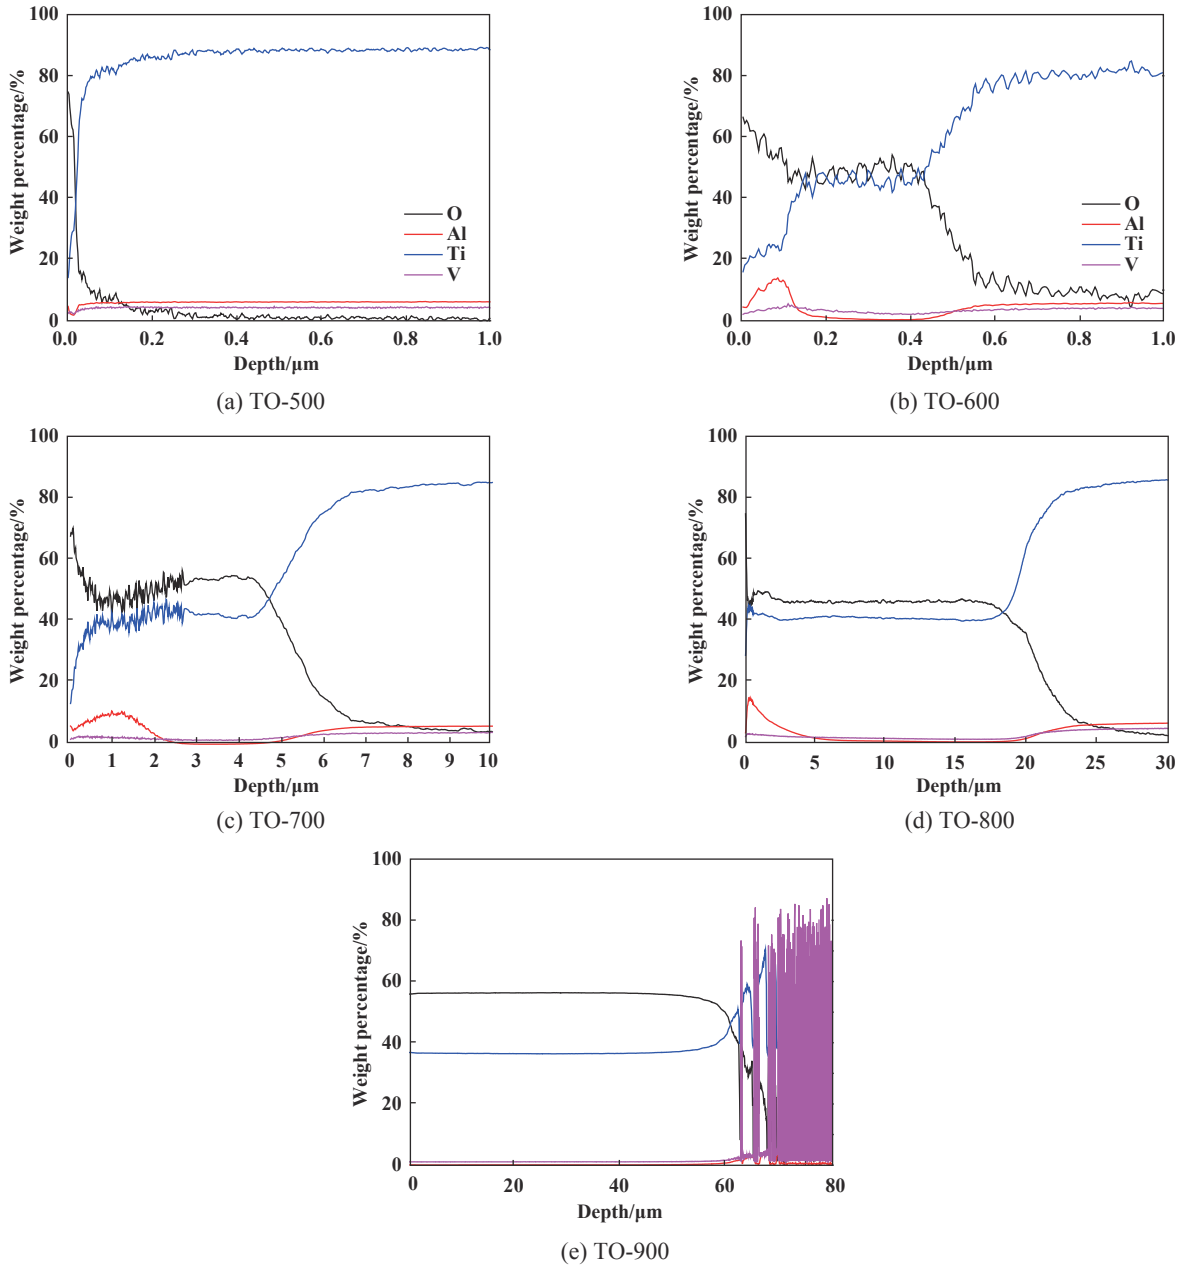 100
80
60
40
20
0
Weight percentage/%
O
Al
Ti
V
0.0 0.2 0.4 0.6 0.8 1.0
Depth/μm
(a) TO-500
100
80
60
40
20
0
Weight percentage/%
O
Al
Ti
V
0.0 0.2 0.4 0.6 0.8 1.0
Depth/μm
(b) TO-600
100
80
60
40
20
0
Weight percentage/%
0 1 2 3 4 5 6 7 8 9 10
Depth/μm
(c) TO-700
100
80
60
40
20
0
Weight percentage/%
0 5 10 15 20 25 30
Depth/μm
(d) TO-800
100
80
60
40
20
0
Weight percentage/%
0 20 40 60 80
Depth/μm
(e) TO-900